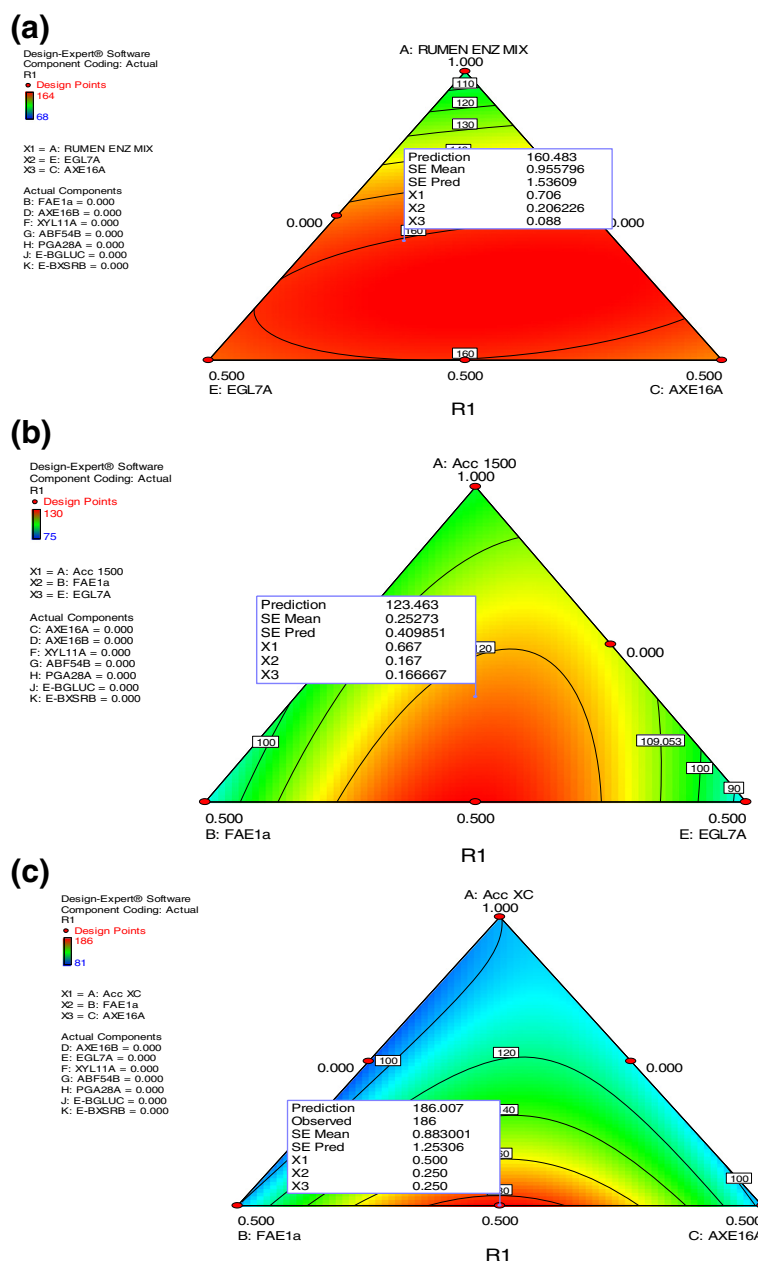 (a)
Design-Expert® Software
Component Coding: Actual
R1
Design Points
164
68
X1 = A: RUMEN ENZ MIX
X2 = E: EGL7A
X3 = C: AXE16A
Actual Components
B: FAE1a = 0.000
D: AXE16B = 0.000
F: XYL11A = 0.000
G: ABF54B = 0.000
H: PGA28A = 0.000
J: E-BGLUC = 0.000
K: E-BXSRB = 0.000
A: RUMEN ENZ MIX
1.000
110
120
130
Prediction 160.483
SE Mean 0.955796
SE Pred 1.53609
X1 0.706
X2 0.206226
X3 0.088
0.000
0.000
160
160
0.500 0.500 0.500
E: EGL7A C: AXE16A
R1
(b)
Design-Expert® Software
Component Coding: Actual
R1
Design Points
130
75
X1 = A: Acc 1500
X2 = B: FAE1a
X3 = E: EGL7A
Actual Components
C: AXE16A = 0.000
D: AXE16B = 0.000
F: XYL11A = 0.000
G: ABF54B = 0.000
H: PGA28A = 0.000
J: E-BGLUC = 0.000
K: E-BXSRB = 0.000
A: Acc 1500
1.000
Prediction 123.463
SE Mean 0.25273
SE Pred 0.409851
X1 0.667
X2 0.167
X3 0.166667
120
0.000
100
109.053
100
90
0.500 0.500 0.500
B: FAE1a E: EGL7A
R1
(c)
Design-Expert® Software
Component Coding: Actual
R1
Design Points
186
81
X1 = A: Acc XC
X2 = B: FAE1a
X3 = C: AXE16A
Actual Components
D: AXE16B = 0.000
E: EGL7A = 0.000
F: XYL11A = 0.000
G: ABF54B = 0.000
H: PGA28A = 0.000
J: E-BGLUC = 0.000
K: E-BXSRB = 0.000
A: Acc XC
1.000
0.000
100
120
0.000
Prediction 186.007
Observed 186
SE Mean 0.883001
SE Pred 1.25306
X1 0.500
X2 0.250
X3 0.250
100
0.500 0.500 0.500
B: FAE1a C: AXE16A
R1